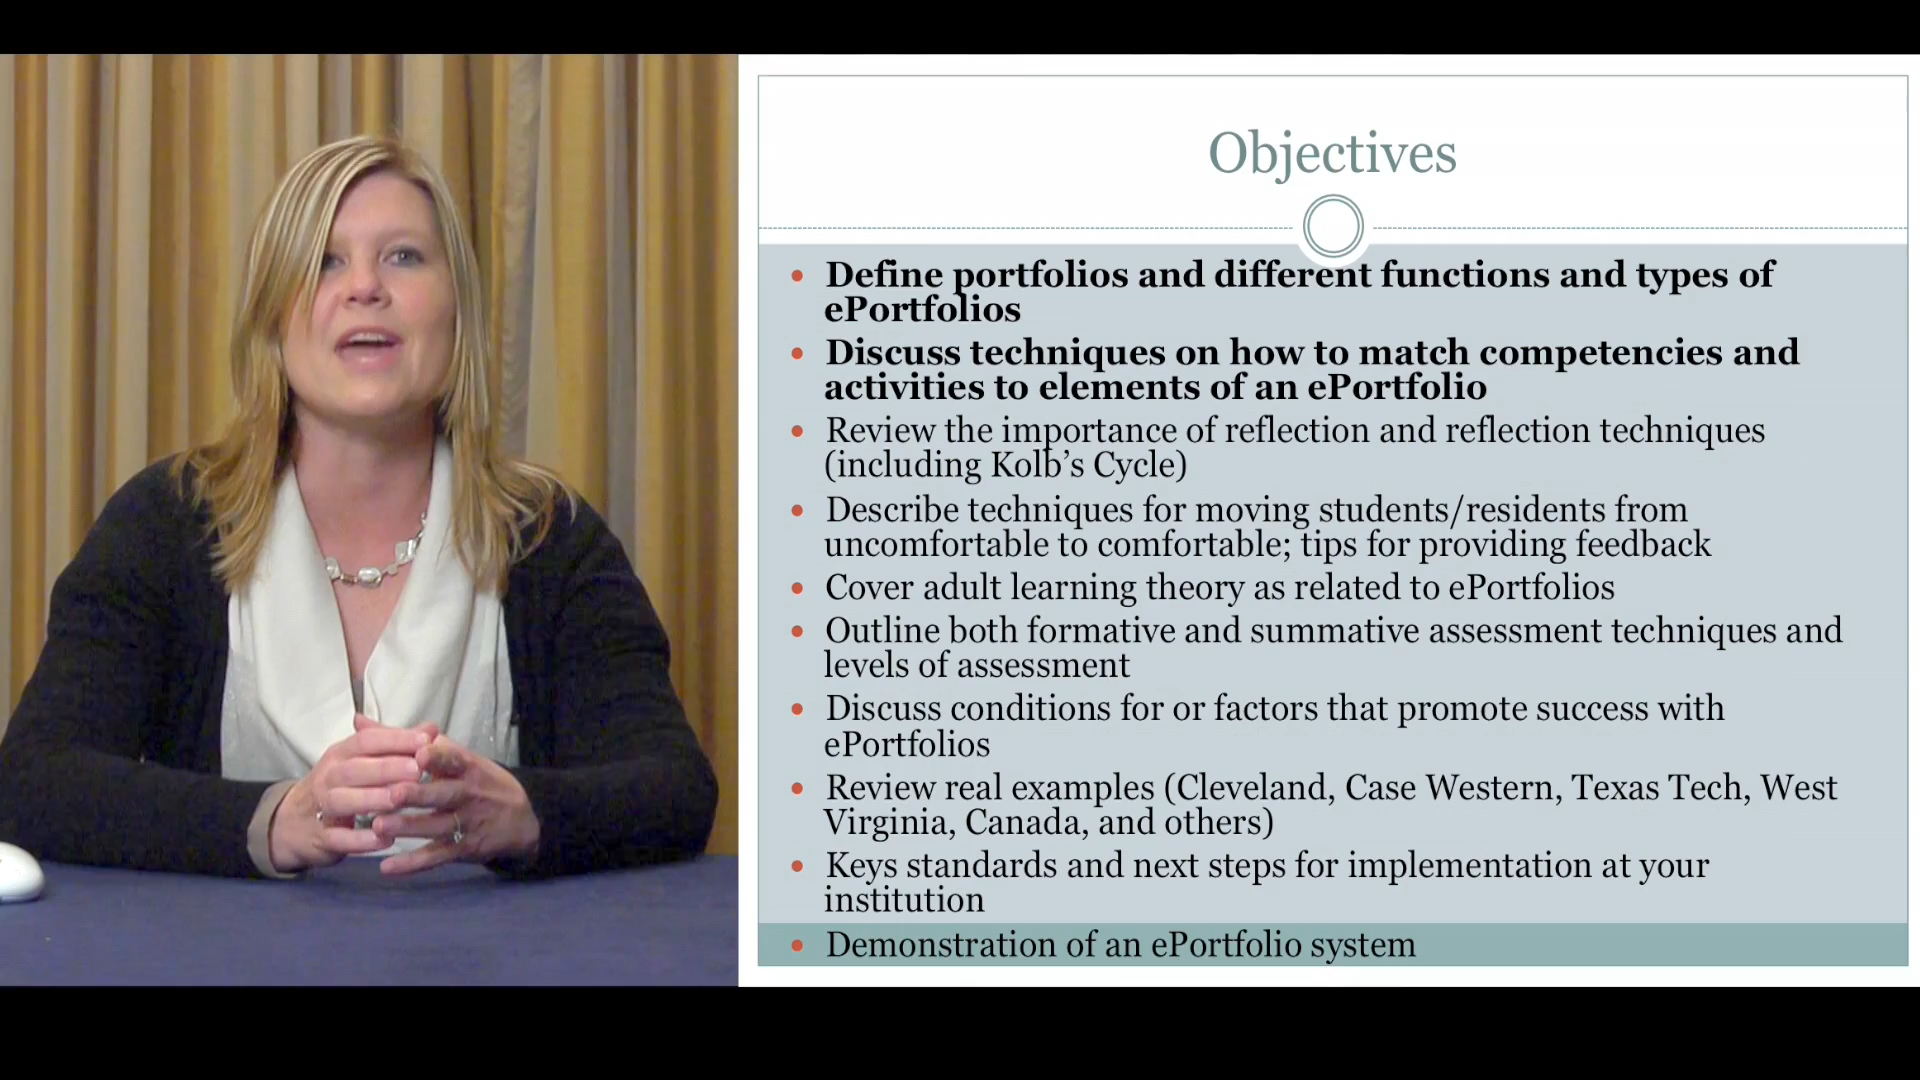 Objectives
• Define portfolios and different functions and types of
ePortfolios
• Discuss techniques on how to match competencies and
activities to elements of an ePortfolio
• Review the importance of reflection and reflection techniques
(including Kolb’s Cycle)
• Describe techniques for moving students/residents from
uncomfortable to comfortable; tips for providing feedback
• Cover adult learning theory as related to ePortfolios
• Outline both formative and summative assessment techniques and
levels of assessment
• Discuss conditions for or factors that promote success with
ePortfolios
• Review real examples (Cleveland, Case Western, Texas Tech, West
Virginia, Canada, and others)
• Keys standards and next steps for implementation at your
institution
• Demonstration of an ePortfolio system